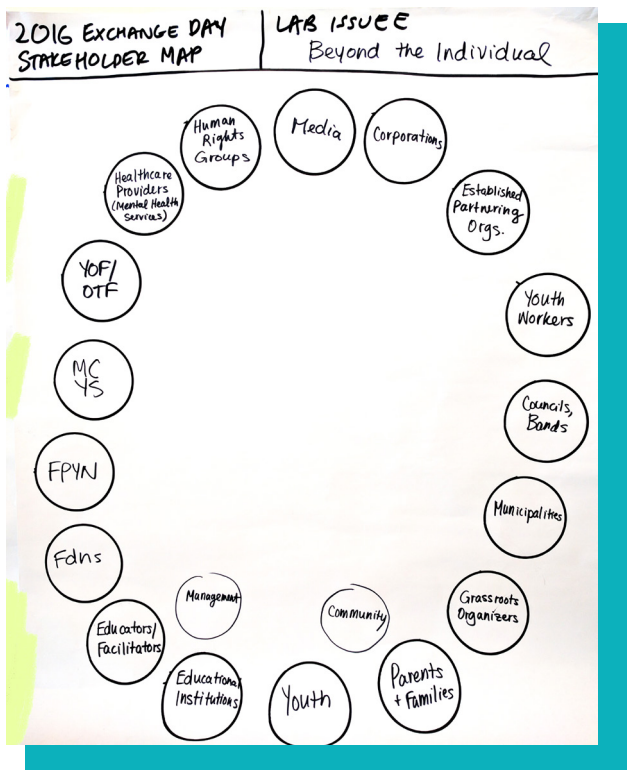 2016 EXCHANGE DAY
STAKEHOLDER MAP
LAB ISSUE E
Beyond the Individual
Media
Corporations
Established
Partnering
Orgs.
Youth
Workers
Councils,
Bands
Municipalities
Grassroots
Organizers
Parents
+ Families
Community
Youth
Educational
Institutions
Management
Educators/
Facilitators
Fdns
FPYN
MC
YS
YOF/
OTF
Healthcare
Providers
(Mental Health
Services)
Human
Rights
Groups